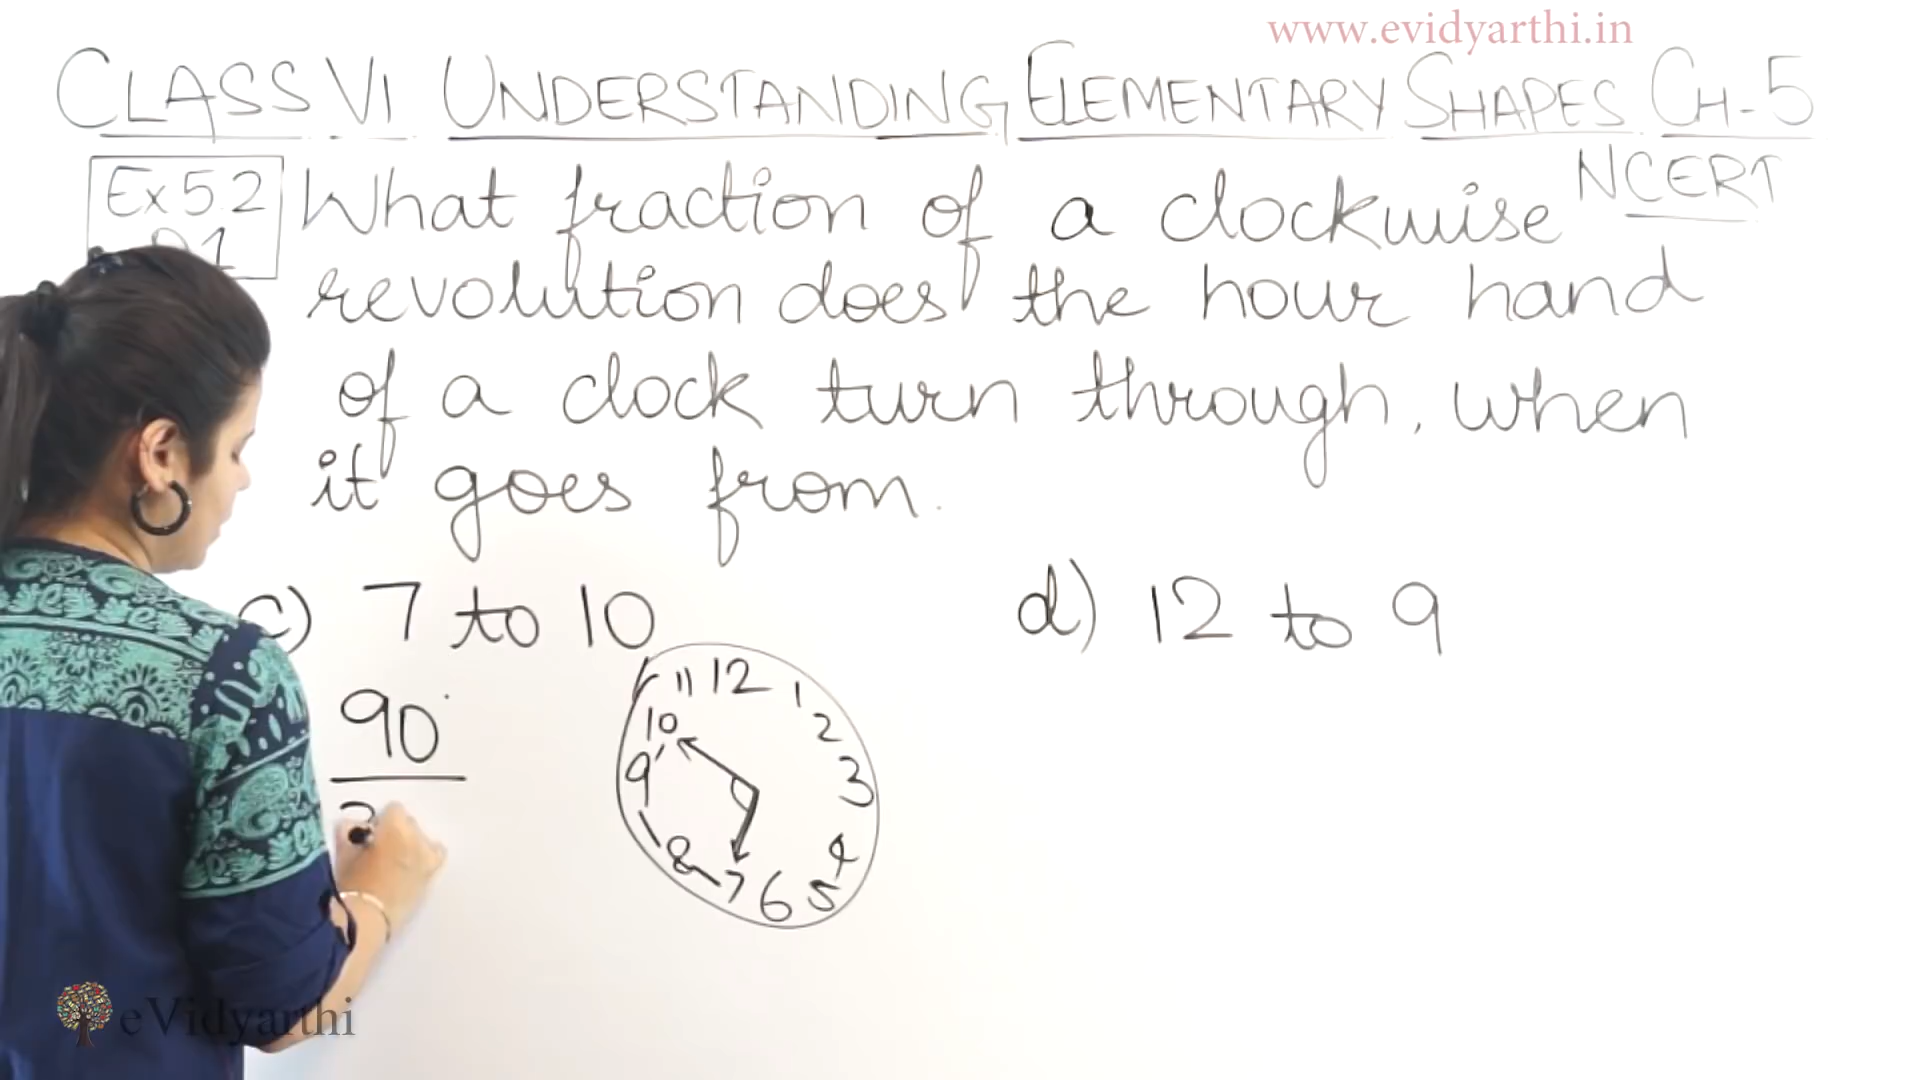 www.evidyarthi.in
CLASS VI UNDERSTANDING ELEMENTARY SHAPES CH-5
NCERT
Ex 5.2
1
What fraction of a clockwise
revolution does the hour hand
of a clock turn through, when
it goes from.
c) 7 to 10
d) 12 to 9
90
11 12 1
10 2
9 3
8 4
7 6 5
eVidyarthi